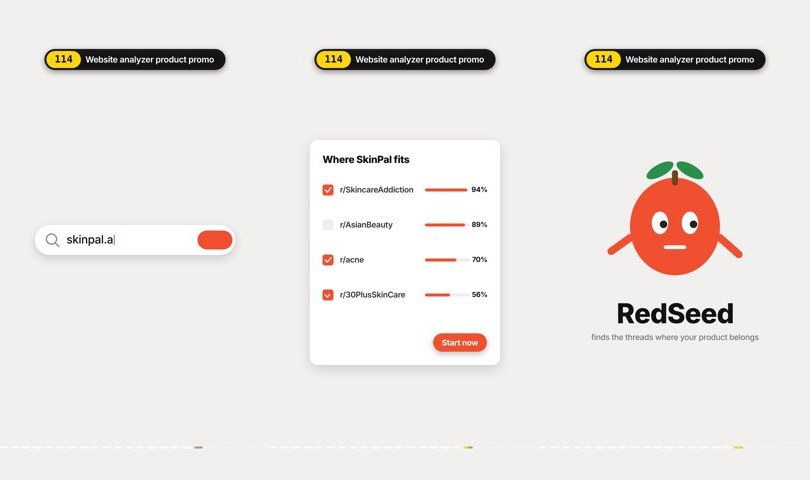 114 Website analyzer product promo
skinpal.a
114 Website analyzer product promo
Where SkinPal fits
r/SkincareAddiction 94%
r/AsianBeauty 89%
r/acne 70%
r/30PlusSkinCare 56%
Start now
114 Website analyzer product promo
RedSeed
finds the threads where your product belongs